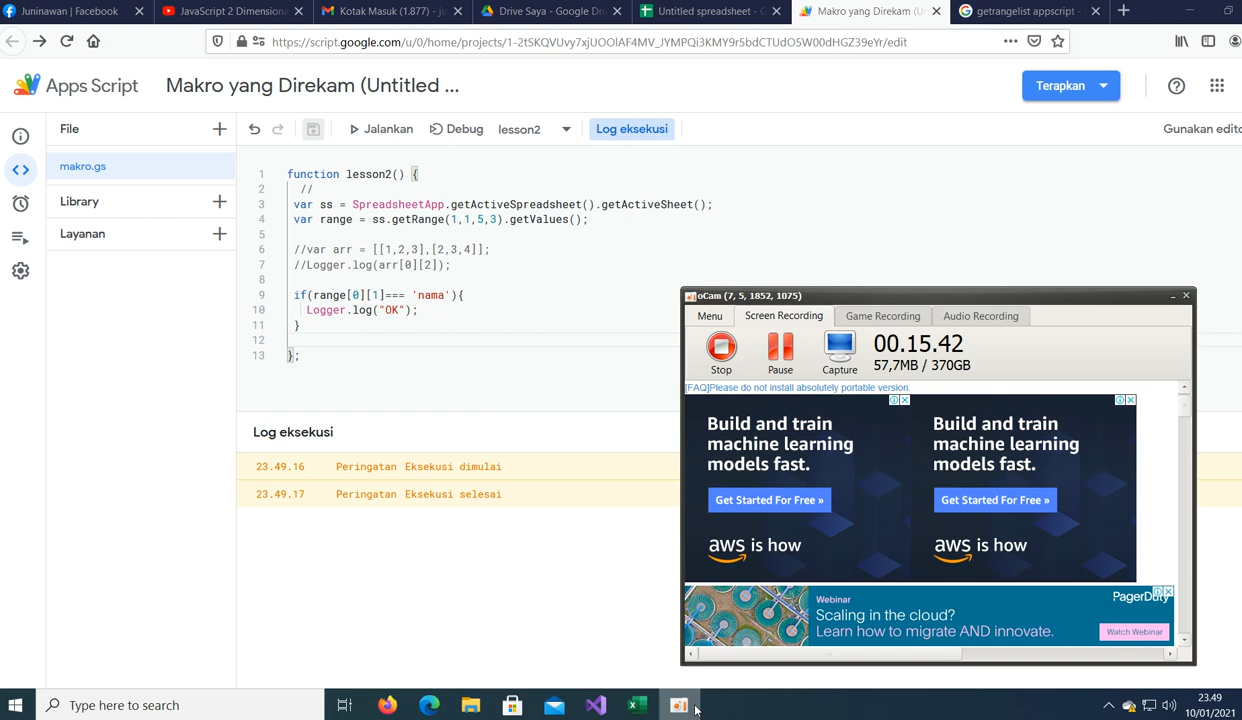 Juninawan | Facebook
JavaScript 2 Dimensiona
Kotak Masuk (1.877) - ju
Drive Saya - Google Dri
Untitled spreadsheet - G
Makro yang Direkam (Un
getrangelist appscript -
https://script.google.com/u/0/home/projects/1-2tSKQVUvy7xjUOOlAF4MV_JYMPQi3KMY9r5bdCTUdO5W00dHGZ39eYr/edit
Apps Script
Makro yang Direkam (Untitled ...
Terapkan
File
Jalankan
Debug
lesson2
Log eksekusi
Gunakan edito
makro.gs
Library
Layanan
1 function lesson2() {
2 //
3 var ss = SpreadsheetApp.getActiveSpreadsheet().getActiveSheet();
4 var range = ss.getRange(1,1,5,3).getValues();
5
6 //var arr = [[1,2,3],[2,3,4]];
7 //Logger.log(arr[0][2]);
8
9 if(range[0][1]=== 'nama'){
10 Logger.log("OK");
11 }
12
13 };
Log eksekusi
23.49.16 Peringatan Eksekusi dimulai
23.49.17 Peringatan Eksekusi selesai
oCam (7, 5, 1852, 1075)
Menu
Screen Recording
Game Recording
Audio Recording
Stop
Pause
Capture
00.15.42
57,7MB / 370GB
[FAQ]Please do not install absolutely portable version.
Build and train
machine learning
models fast.
Get Started For Free »
aws is how
Build and train
machine learning
models fast.
Get Started For Free »
aws is how
Webinar
Scaling in the cloud?
Learn how to migrate AND innovate.
PagerDuty
Watch Webinar
Type here to search
23.49
10/01/2021